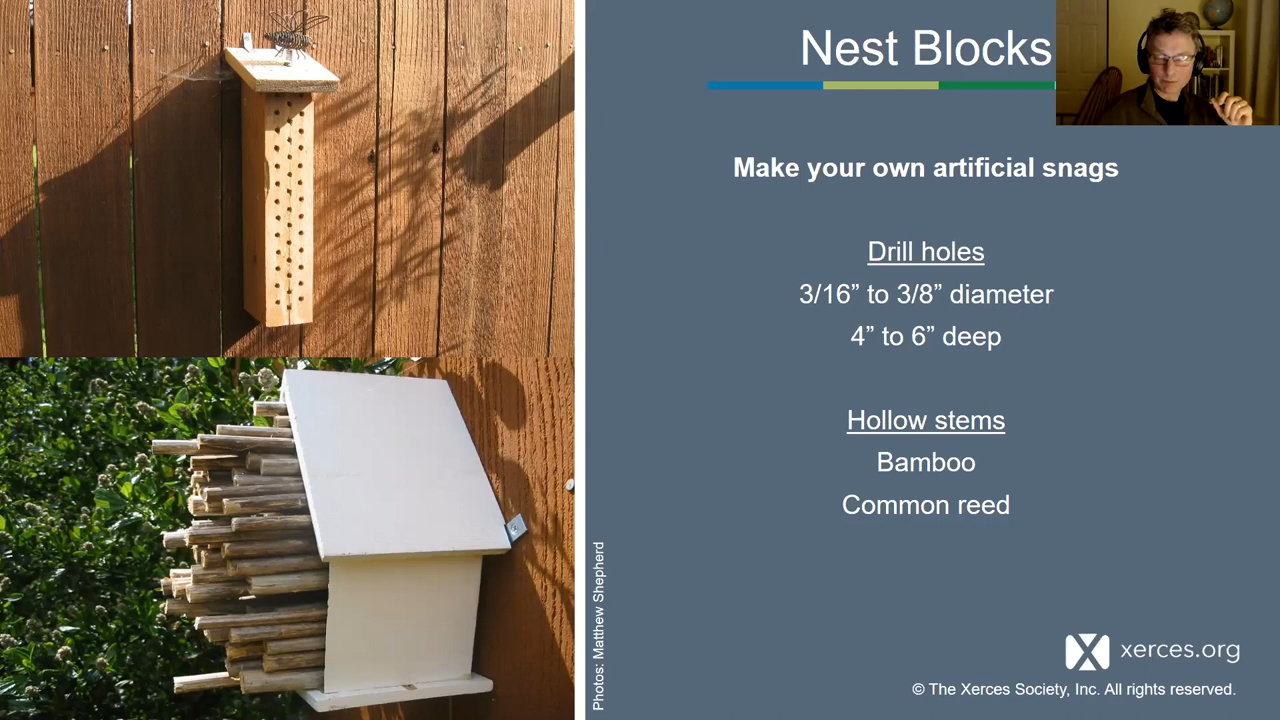 Nest Blocks
Make your own artificial snags
Drill holes
3/16” to 3/8” diameter
4” to 6” deep
Hollow stems
Bamboo
Common reed
Photos: Matthew Shepherd
xerces.org
© The Xerces Society, Inc. All rights reserved.